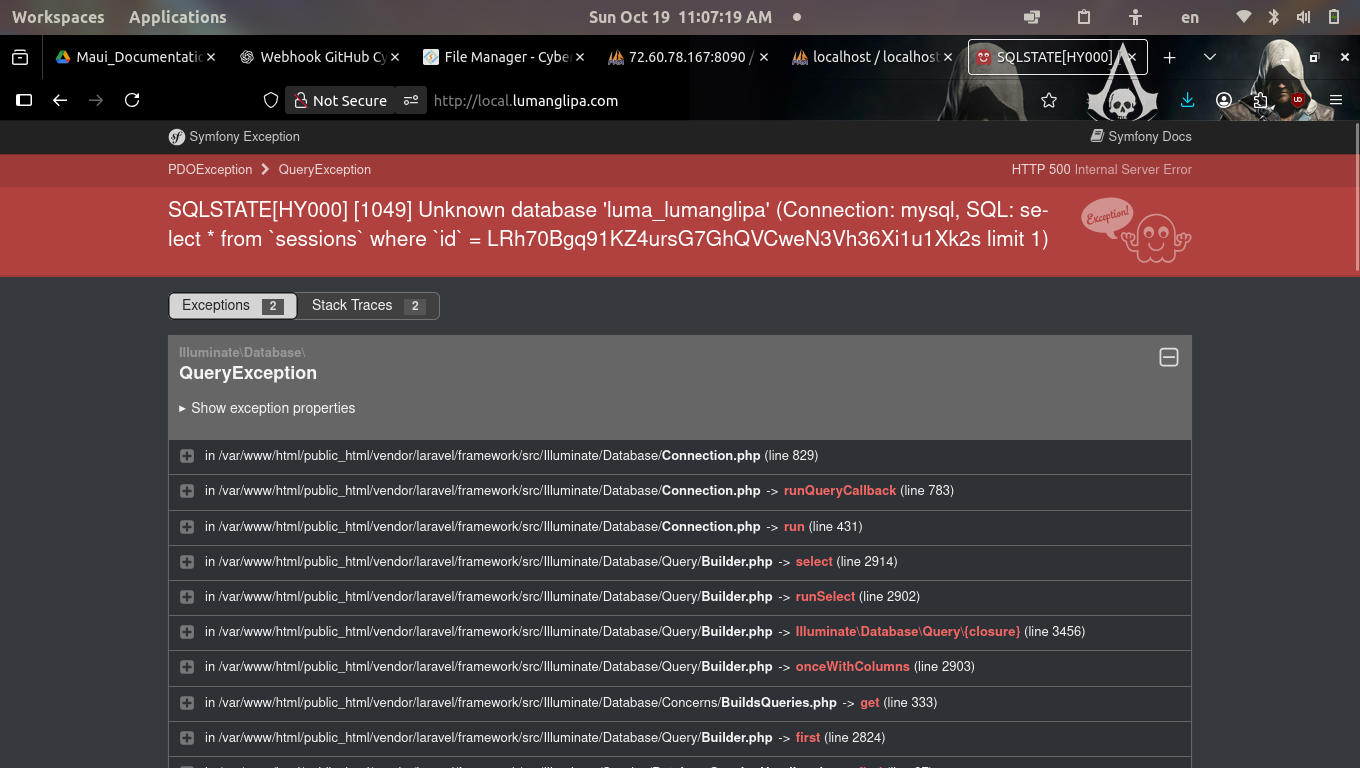 Workspaces Applications Sun Oct 19 11:07:19 AM en
Maui_Documentatio Webhook GitHub Cy File Manager - Cyber 72.60.78.167:8090 / localhost / localhost SQLSTATE[HY000]
Not Secure http://local.lumanglipa.com
Symfony Exception Symfony Docs
PDOException QueryException HTTP 500 Internal Server Error
SQLSTATE[HY000] [1049] Unknown database 'luma_lumanglipa' (Connection: mysql, SQL: se-
lect * from `sessions` where `id` = LRh70Bgq91KZ4ursG7GhQVCweN3Vh36Xi1u1Xk2s limit 1)
Exception!
Exceptions 2 Stack Traces 2
Illuminate\Database\
QueryException
Show exception properties
in /var/www/html/public_html/vendor/laravel/framework/src/Illuminate/Database/Connection.php (line 829)
in /var/www/html/public_html/vendor/laravel/framework/src/Illuminate/Database/Connection.php -> runQueryCallback (line 783)
in /var/www/html/public_html/vendor/laravel/framework/src/Illuminate/Database/Connection.php -> run (line 431)
in /var/www/html/public_html/vendor/laravel/framework/src/Illuminate/Database/Query/Builder.php -> select (line 2914)
in /var/www/html/public_html/vendor/laravel/framework/src/Illuminate/Database/Query/Builder.php -> runSelect (line 2902)
in /var/www/html/public_html/vendor/laravel/framework/src/Illuminate/Database/Query/Builder.php -> Illuminate\Database\Query\{closure} (line 3456)
in /var/www/html/public_html/vendor/laravel/framework/src/Illuminate/Database/Query/Builder.php -> onceWithColumns (line 2903)
in /var/www/html/public_html/vendor/laravel/framework/src/Illuminate/Database/Concerns/BuildsQueries.php -> get (line 333)
in /var/www/html/public_html/vendor/laravel/framework/src/Illuminate/Database/Query/Builder.php -> first (line 2824)